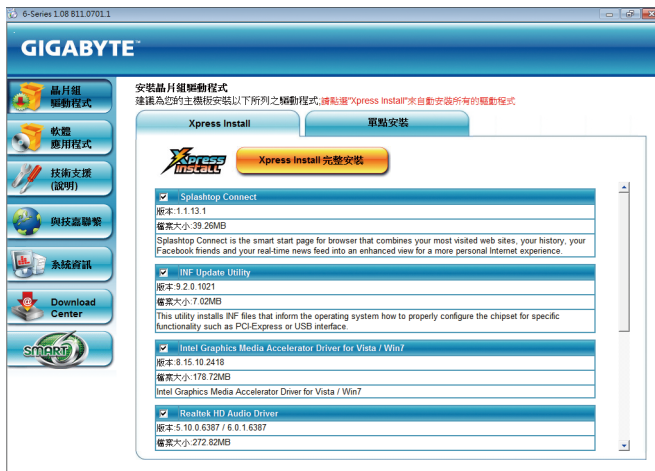 6-Series 1.08 B11.0701.1
GIGABYTE™
晶片組
驅動程式
軟體
應用程式
技術支援
(說明)
與技嘉聯繫
系統資訊
Download
Center
SMART
安裝晶片組驅動程式
建議為您的主機板安裝以下所列之驅動程式;請點選"Xpress Install"來自動安裝所有的驅動程式
Xpress Install
單點安裝
Xpress
Install
Xpress Install 完整安裝
Splashtop Connect
版本:1.1.13.1
檔案大小:39.26MB
Splashtop Connect is the smart start page for browser that combines your most visited web sites, your history, your
Facebook friends and your real-time news feed into an enhanced view for a more personal Internet experience.
INF Update Utility
版本:9.2.0.1021
檔案大小:7.02MB
This utility installs INF files that inform the operating system how to properly configure the chipset for specific
functionality such as PCI-Express or USB interface.
Intel Graphics Media Accelerator Driver for Vista / Win7
版本:8.15.10.2418
檔案大小:178.72MB
Intel Graphics Media Accelerator Driver for Vista / Win7
Realtek HD Audio Driver
版本:5.10.0.6387 / 6.0.1.6387
檔案大小:272.82MB